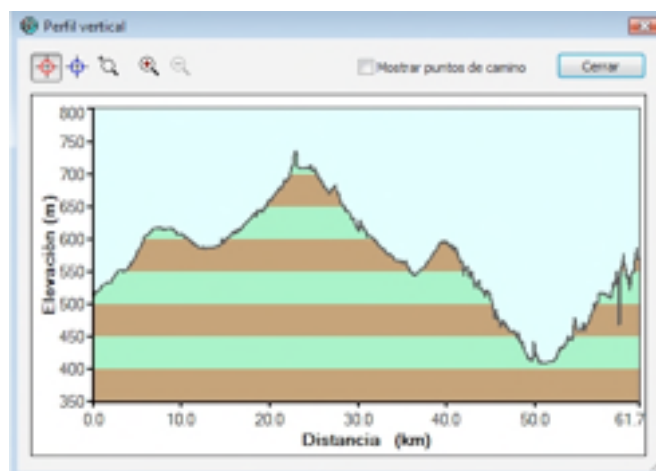 Perfil vertical
Mostrar puntos de camino
Cerrar
Elevación (m)
800
750
700
650
600
550
500
450
400
350
0.0 10.0 20.0 30.0 40.0 50.0 61.7
Distancia (km)